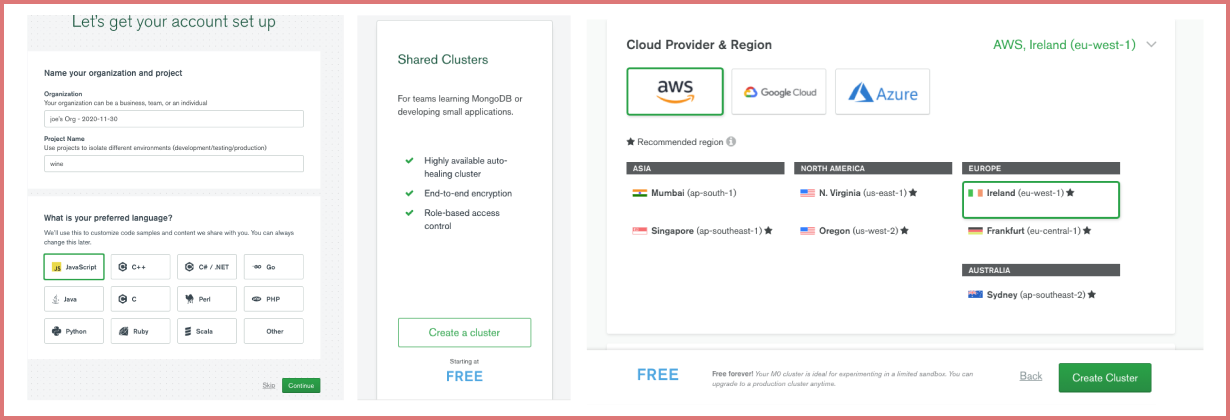 Let's get your account set up
Name your organization and project
Organization
Your organization can be a business, team, or an individual
joe's Org - 2020-11-30
Project Name
Use projects to isolate different environments (development/testing/production)
wine
What is your preferred language?
We'll use this to customize code samples and content we share with you. You can always
change this later.
JS JavaScript
C++
C# / .NET
GO Go
Java
C
Perl
php PHP
Python
Ruby
Scala
Other
Skip
Continue
Shared Clusters
For teams learning MongoDB or
developing small applications.
Highly available auto-
healing cluster
End-to-end encryption
Role-based access
control
Create a cluster
Starting at
FREE
Cloud Provider & Region
AWS, Ireland (eu-west-1)
aws
Google Cloud
Azure
Recommended region
ASIA
Mumbai (ap-south-1)
Singapore (ap-southeast-1)
NORTH AMERICA
N. Virginia (us-east-1)
Oregon (us-west-2)
EUROPE
Ireland (eu-west-1)
Frankfurt (eu-central-1)
AUSTRALIA
Sydney (ap-southeast-2)
FREE
Free forever! Your M0 cluster is ideal for experimenting in a limited sandbox. You can
upgrade to a production cluster anytime.
Back
Create Cluster